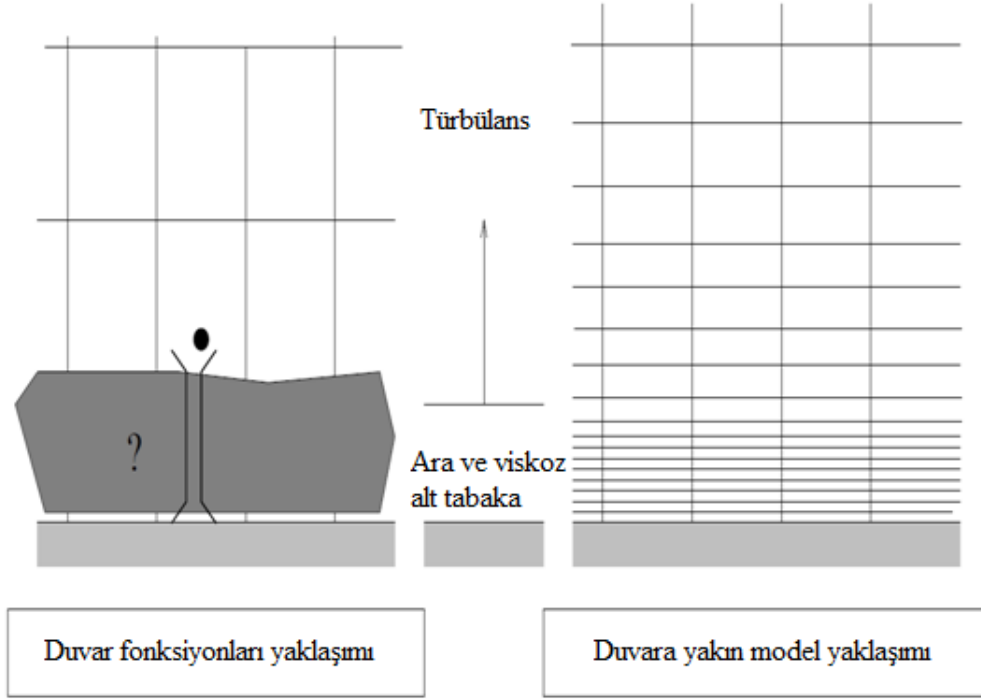 Türbülans
?
Ara ve viskoz
alt tabaka
Duvar fonksiyonları yaklaşımı
Duvara yakın model yaklaşımı